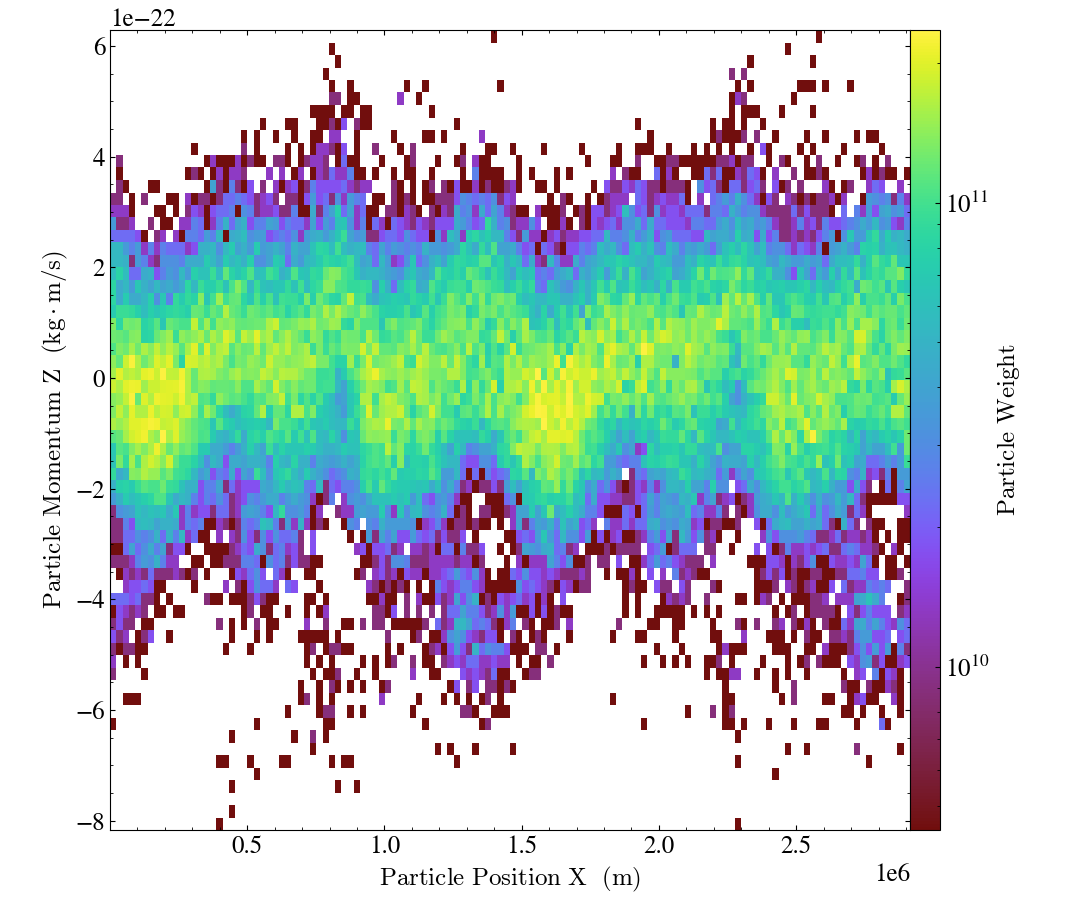 1e−22
6
4
2
0
−2
−4
−6
−8
Particle Momentum Z (kg · m/s)
0.5 1.0 1.5 2.0 2.5
1e6
Particle Position X (m)
10¹¹
10¹⁰
Particle Weight